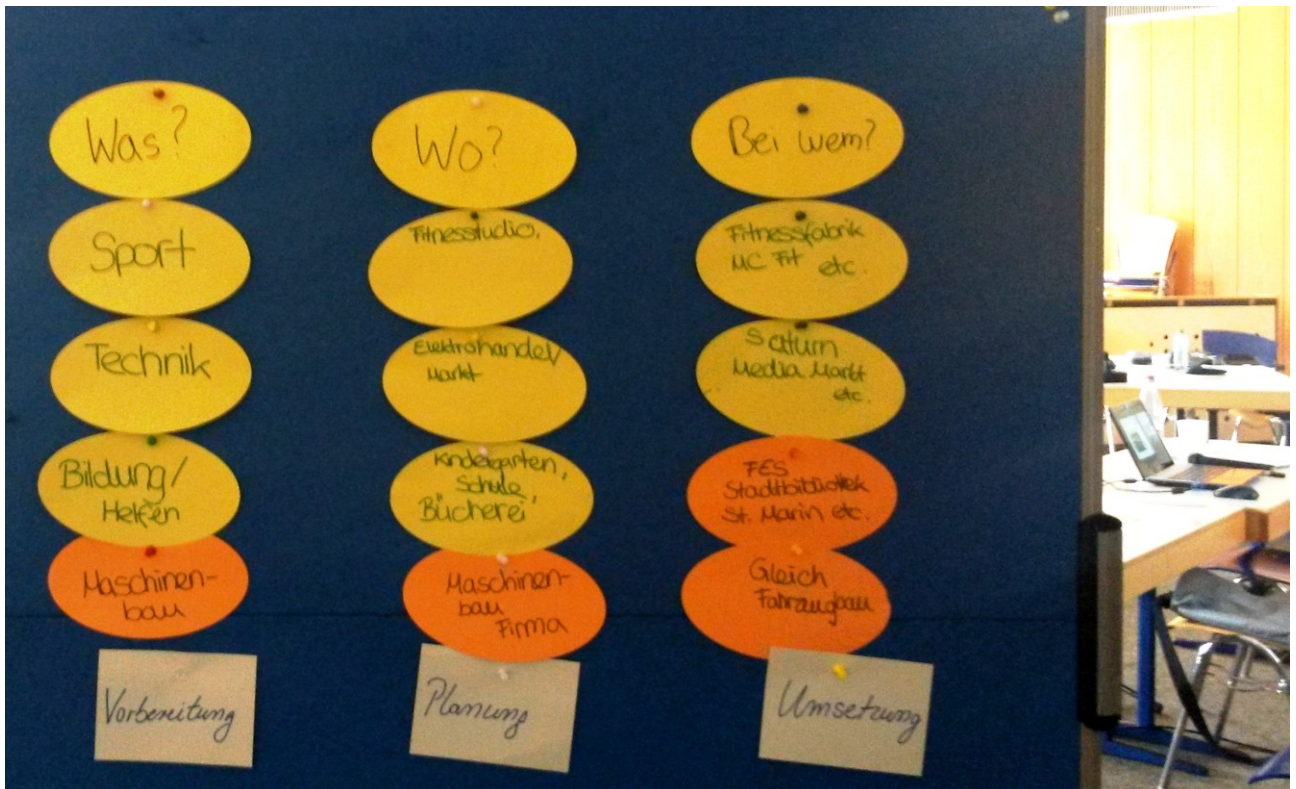 Was?
Sport
Technik
Bildung/
Helfen
Maschinen-
bau
Vorbereitung
Wo?
Fitnesstudio.
Elektrohandel/
Markt
Kindergarten,
Schule,
Bücherei
Maschinen-
bau
Firma
Planung
Bei wem?
Fitnessfabrik
MC Fit etc.
Saturn
Media Markt
etc.
FES
Stadtbibliothek
St. Marin etc.
Gleich
Fahrzeugbau
Umsetzung